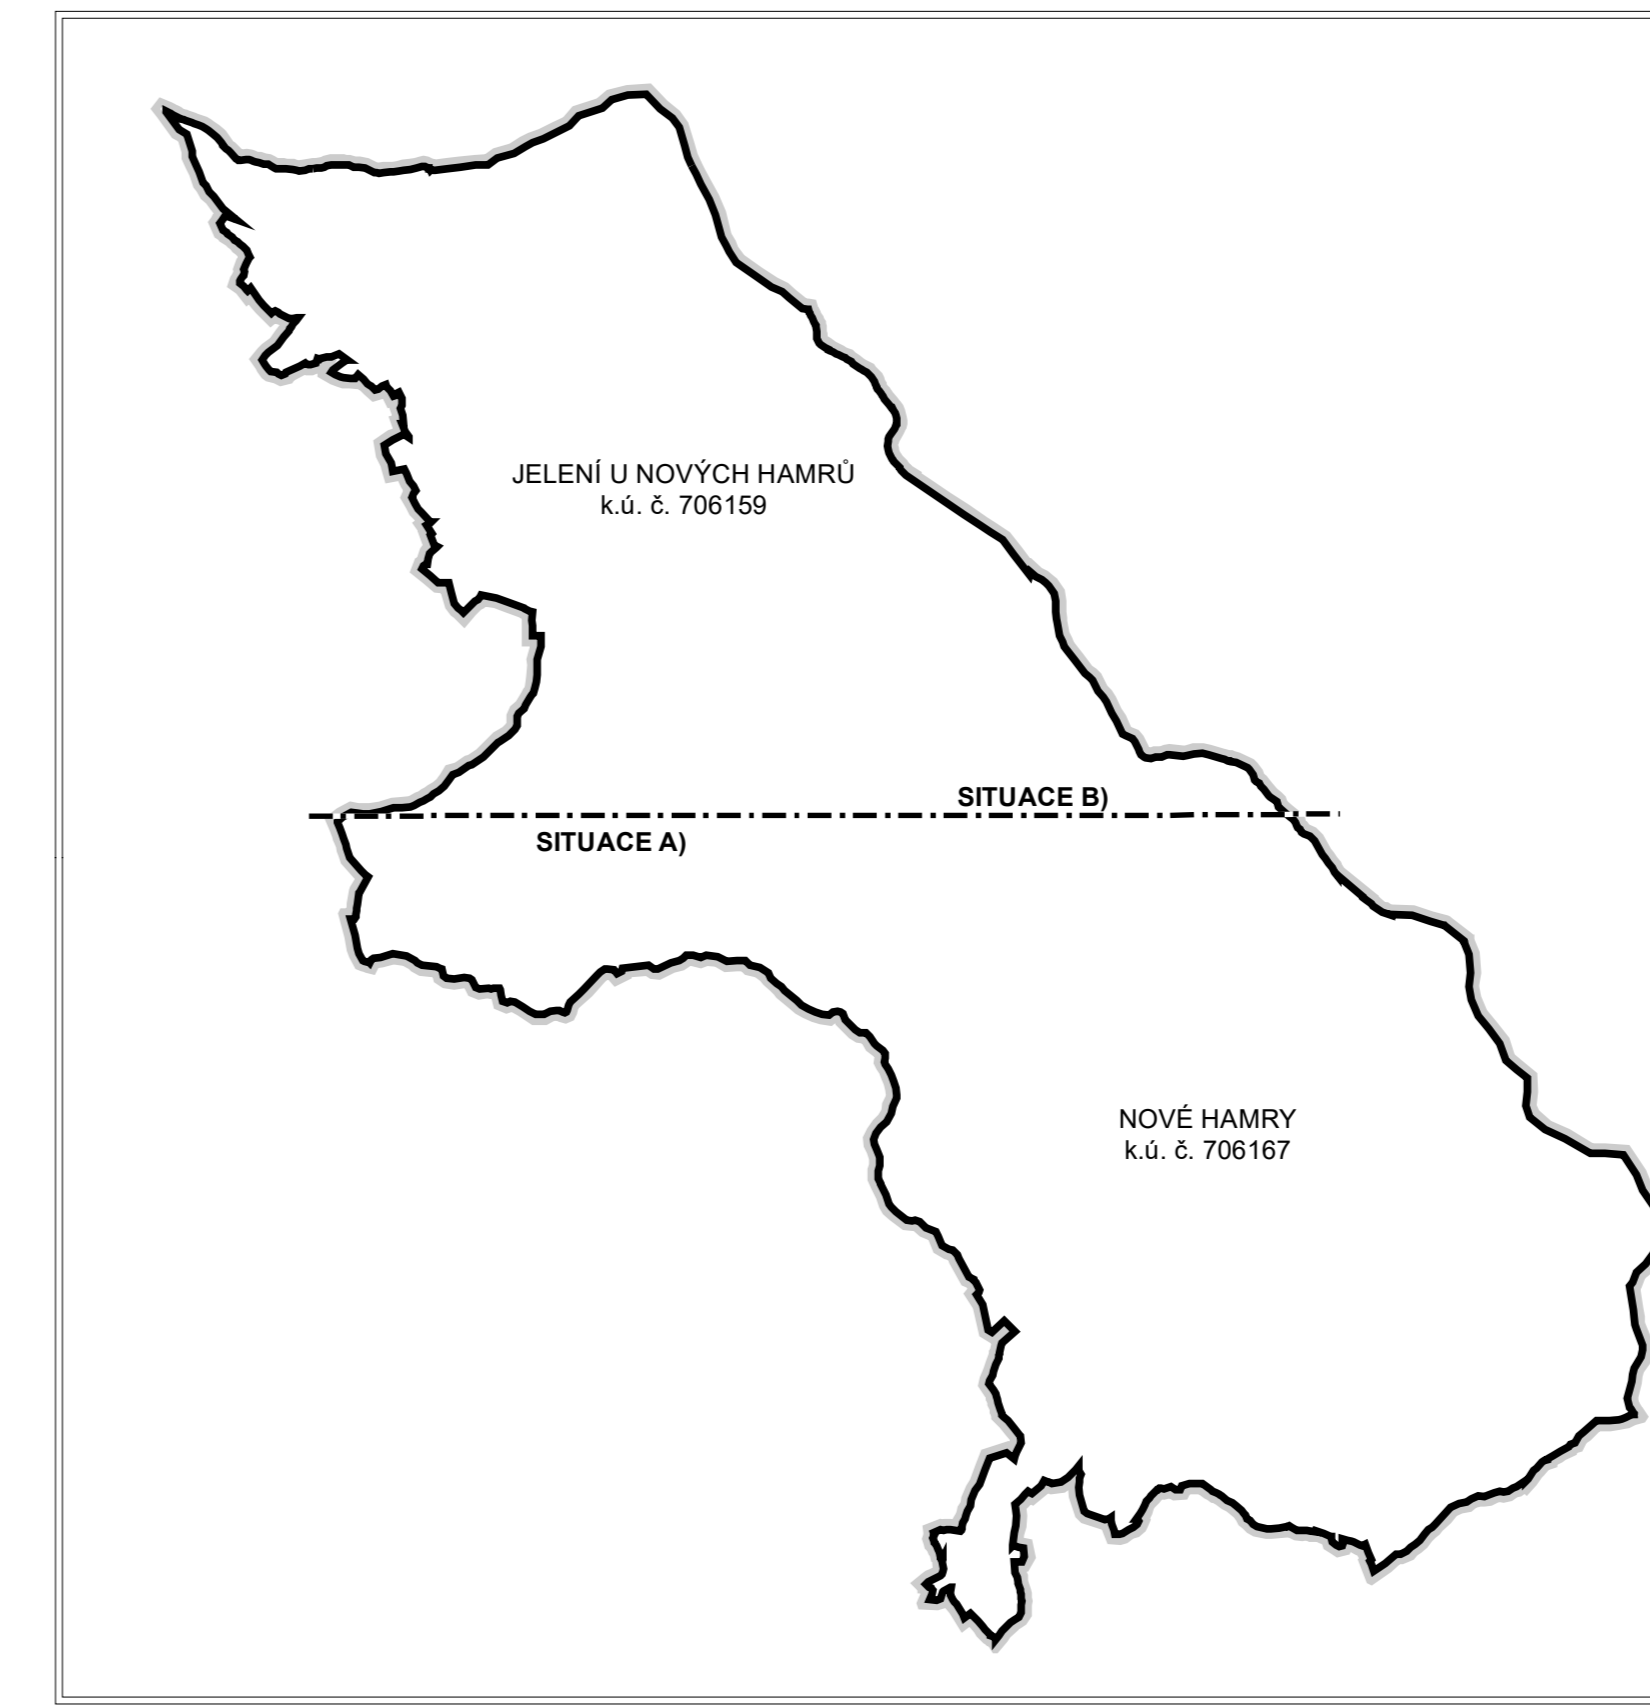 JELENÍ U NOVÝCH HAMRŮ
k.ú. č. 706159
SITUACE B)
SITUACE A)
NOVÉ HAMRY
k.ú. č. 706167